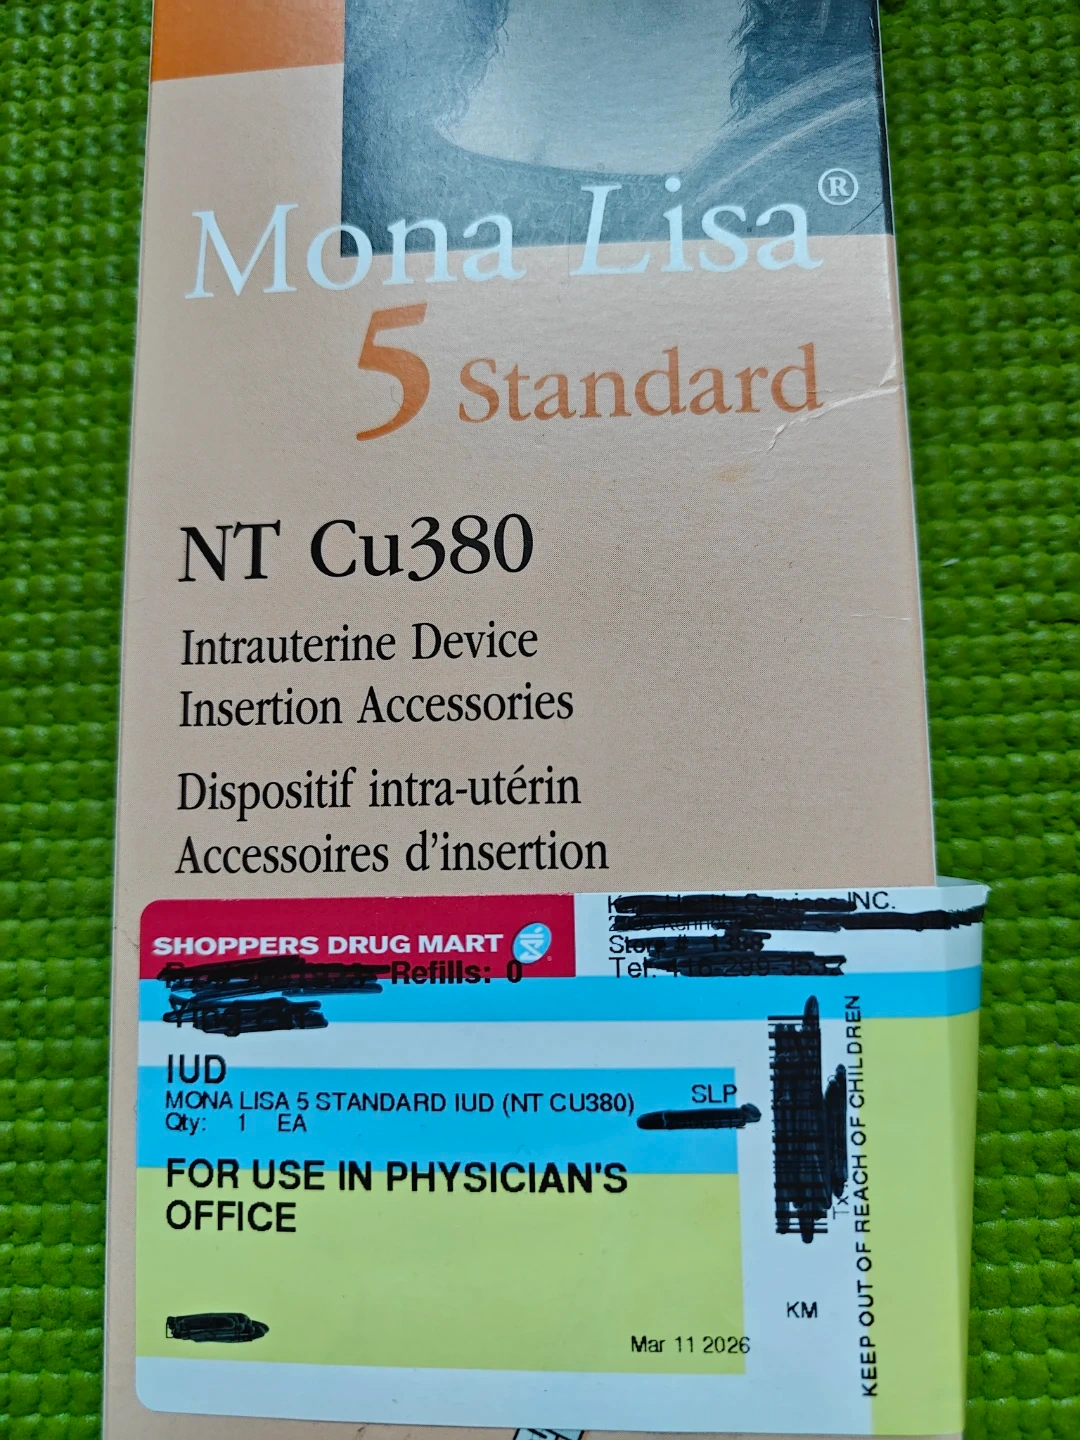 Mona Lisa®
5 Standard
NT Cu380
Intrauterine Device
Insertion Accessories
Dispositif intra-utérin
Accessoires d'insertion
SHOPPERS DRUG MART
INC.
Refills: 0
IUD
MONA LISA 5 STANDARD IUD (NT CU380)
SLP
Qty: 1 EA
FOR USE IN PHYSICIAN'S
OFFICE
Mar 11 2026
KM
KEEP OUT OF REACH OF CHILDREN